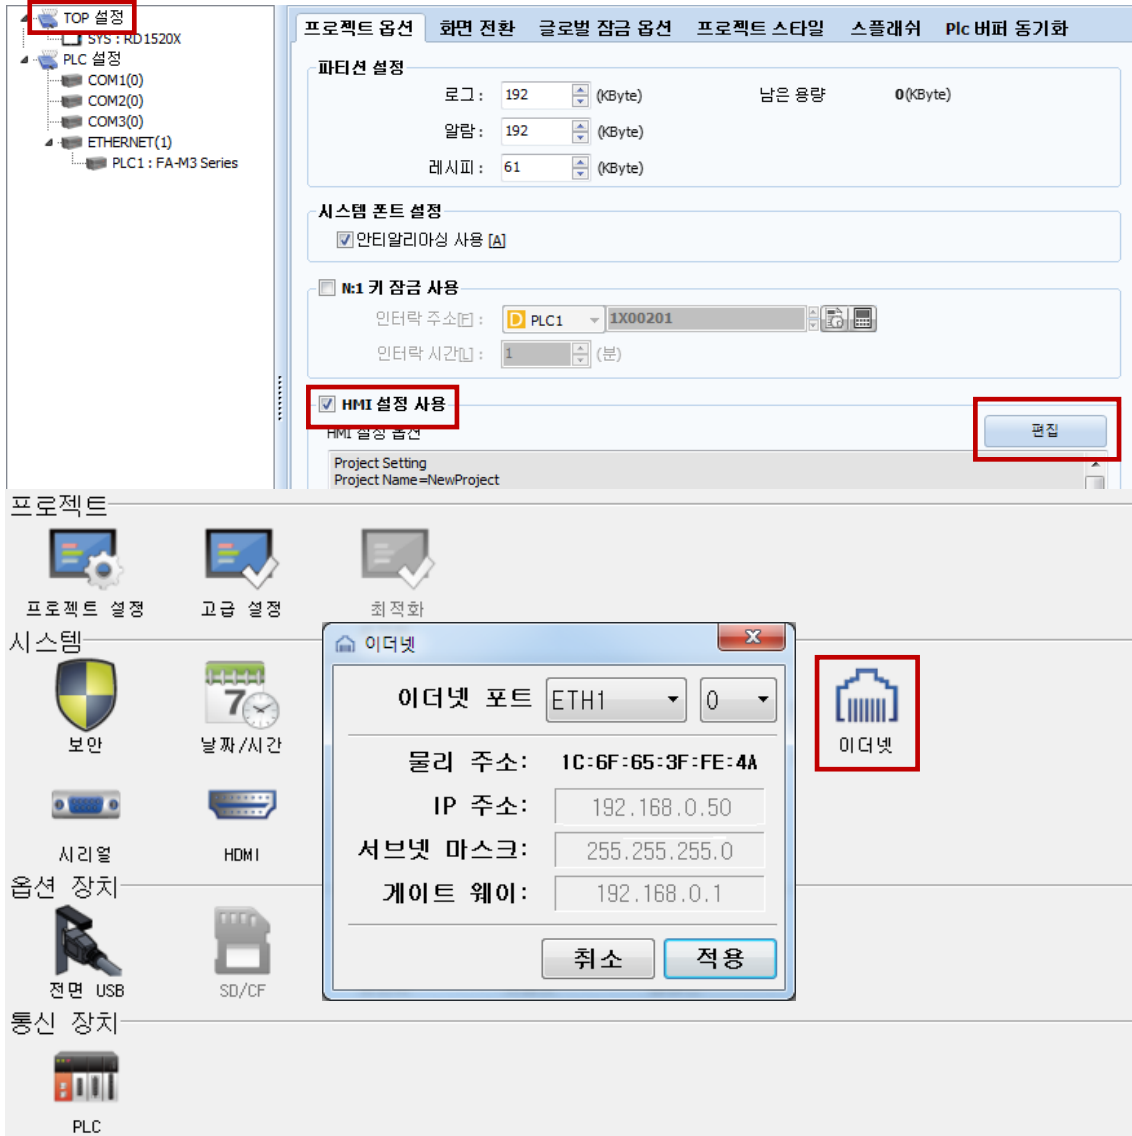 TOP 설정
SYS : RD1520X
PLC 설정
COM1(0)
COM2(0)
COM3(0)
ETHERNET(1)
PLC1 : FA-M3 Series
프로젝트 옵션 화면 전환 글로벌 잠금 옵션 프로젝트 스타일 스플래쉬 Plc 버퍼 동기화
파티션 설정
로그 : 192 (KByte) 남은 용량 0(KByte)
알람 : 192 (KByte)
레시피 : 61 (KByte)
시스템 폰트 설정
안티알리아싱 사용 [A]
N:1 키 잠금 사용
인터락 주소[F] : D PLC1 1X00201
인터락 시간[L] : 1 (분)
HMI 설정 사용
HMI 설정 옵션 편집
Project Setting
Project Name=NewProject
프로젝트
프로젝트 설정 고급 설정 최적화
시스템
보안 날짜/시간 이더넷
시리얼 HDMI
이더넷
이더넷 포트 ETH1 0
물리 주소: 1C:6F:65:3F:FE:4A
IP 주소: 192.168.0.50
서브넷 마스크: 255.255.255.0
게이트 웨이: 192.168.0.1
취소 적용
옵션 장치
전면 USB SD/CF
통신 장치
PLC